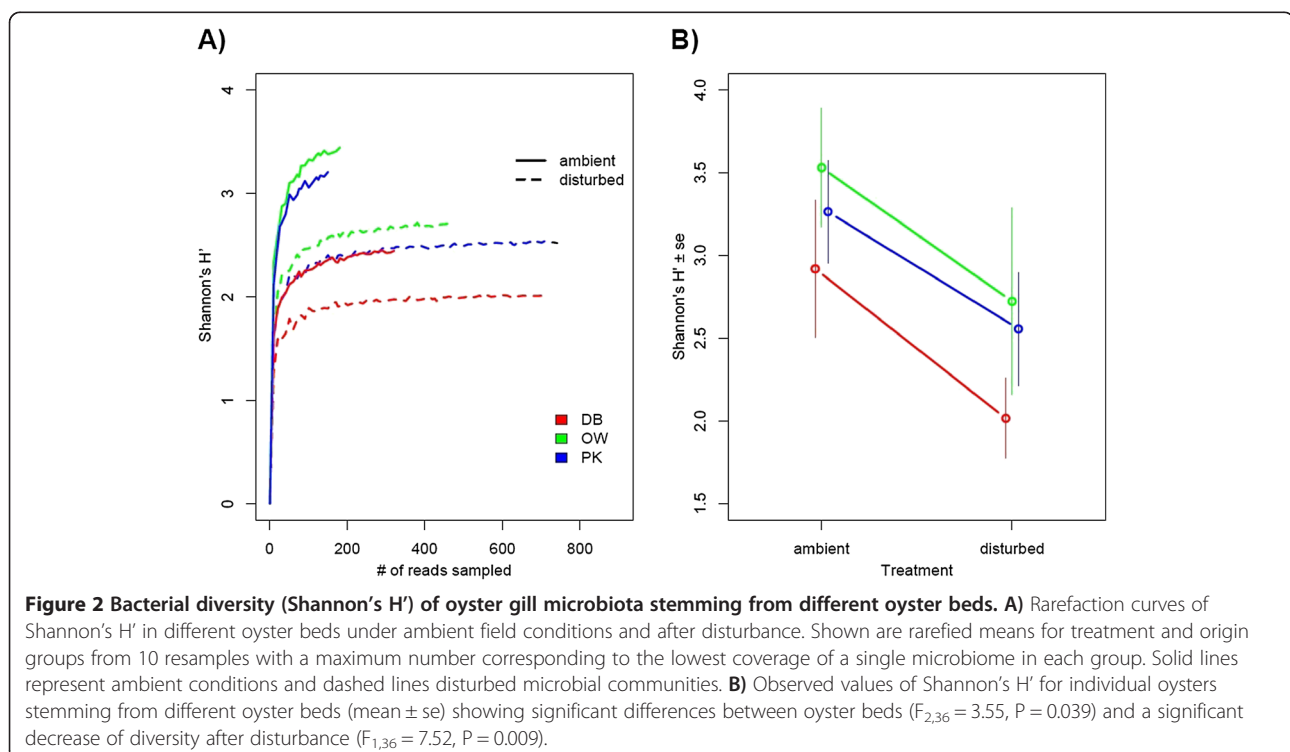 A)
B)
4
3
2
1
0
Shannon's H'
ambient
disturbed
DB
OW
PK
0 200 400 600 800
# of reads sampled
4.0
3.5
3.0
2.5
2.0
1.5
Shannon's H' ± se
ambient disturbed
Treatment
Figure 2 Bacterial diversity (Shannon's H') of oyster gill microbiota stemming from different oyster beds. A) Rarefaction curves of
Shannon's H' in different oyster beds under ambient field conditions and after disturbance. Shown are rarefied means for treatment and origin
groups from 10 resamples with a maximum number corresponding to the lowest coverage of a single microbiome in each group. Solid lines
represent ambient conditions and dashed lines disturbed microbial communities. B) Observed values of Shannon's H' for individual oysters
stemming from different oyster beds (mean ± se) showing significant differences between oyster beds (F2,36 = 3.55, P = 0.039) and a significant
decrease of diversity after disturbance (F1,36 = 7.52, P = 0.009).